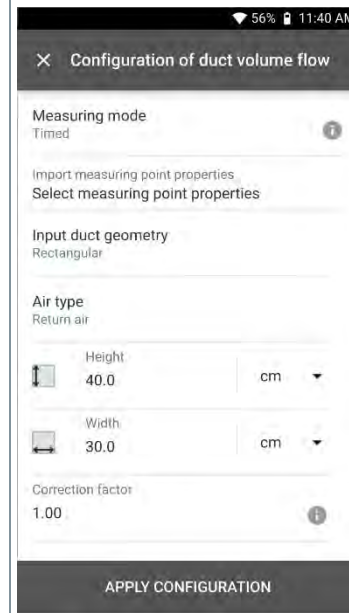 56% 11:40 AM
Configuration of duct volume flow
Measuring mode
Timed
Import measuring point properties
Select measuring point properties
Input duct geometry
Rectangular
Air type
Return air
Height
40.0 cm
Width
30.0 cm
Correction factor
1.00
APPLY CONFIGURATION